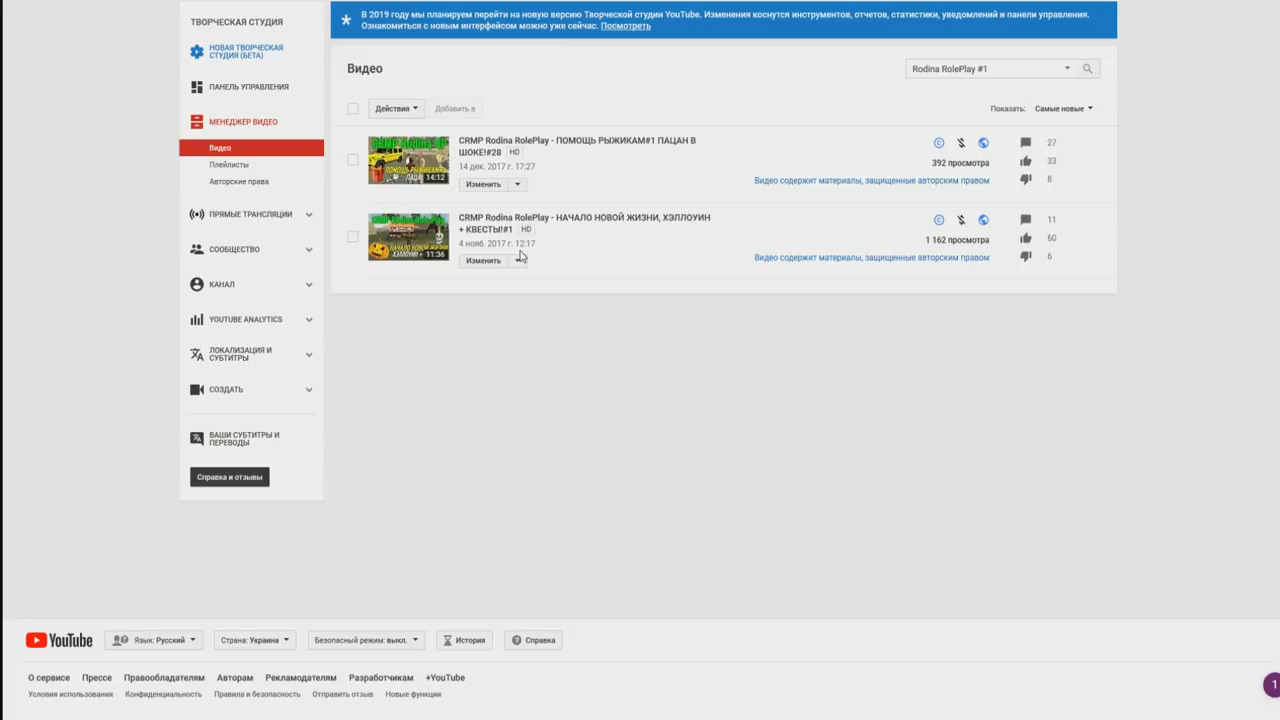 ТВОРЧЕСКАЯ СТУДИЯ
НОВАЯ ТВОРЧЕСКАЯ
СТУДИЯ (БЕТА)
ПАНЕЛЬ УПРАВЛЕНИЯ
МЕНЕДЖЕР ВИДЕО
Видео
Плейлисты
Авторские права
ПРЯМЫЕ ТРАНСЛЯЦИИ
СООБЩЕСТВО
КАНАЛ
YOUTUBE ANALYTICS
ЛОКАЛИЗАЦИЯ И
СУБТИТРЫ
СОЗДАТЬ
ВАШИ СУБТИТРЫ И
ПЕРЕВОДЫ
Справка и отзывы
В 2019 году мы планируем перейти на новую версию Творческой студии YouTube. Изменения коснутся инструментов, отчетов, статистики, уведомлений и панели управления.
Ознакомиться с новым интерфейсом можно уже сейчас. Посмотреть
Видео
Rodina RolePlay #1
Действия
Добавить в
Показать: Самые новые
CRMP Rodina RolePlay - ПОМОЩЬ РЫЖИКАМ#1 ПАЦАН В
ШОКЕ!#28 HD
14 дек. 2017 г. 17:27
Изменить
14:12
27
392 просмотра 33
Видео содержит материалы, защищенные авторским правом 8
CRMP Rodina RolePlay - НАЧАЛО НОВОЙ ЖИЗНИ, ХЭЛЛОУИН
+ КВЕСТЫ!#1 HD
4 нояб. 2017 г. 12:17
Изменить
11:36
11
1 162 просмотра 60
Видео содержит материалы, защищенные авторским правом 6
YouTube
Язык: Русский
Страна: Украина
Безопасный режим: выкл.
История
Справка
О сервисе Прессе Правообладателям Авторам Рекламодателям Разработчикам +YouTube
Условия использования Конфиденциальность Правила и безопасность Отправить отзыв Новые функции
1